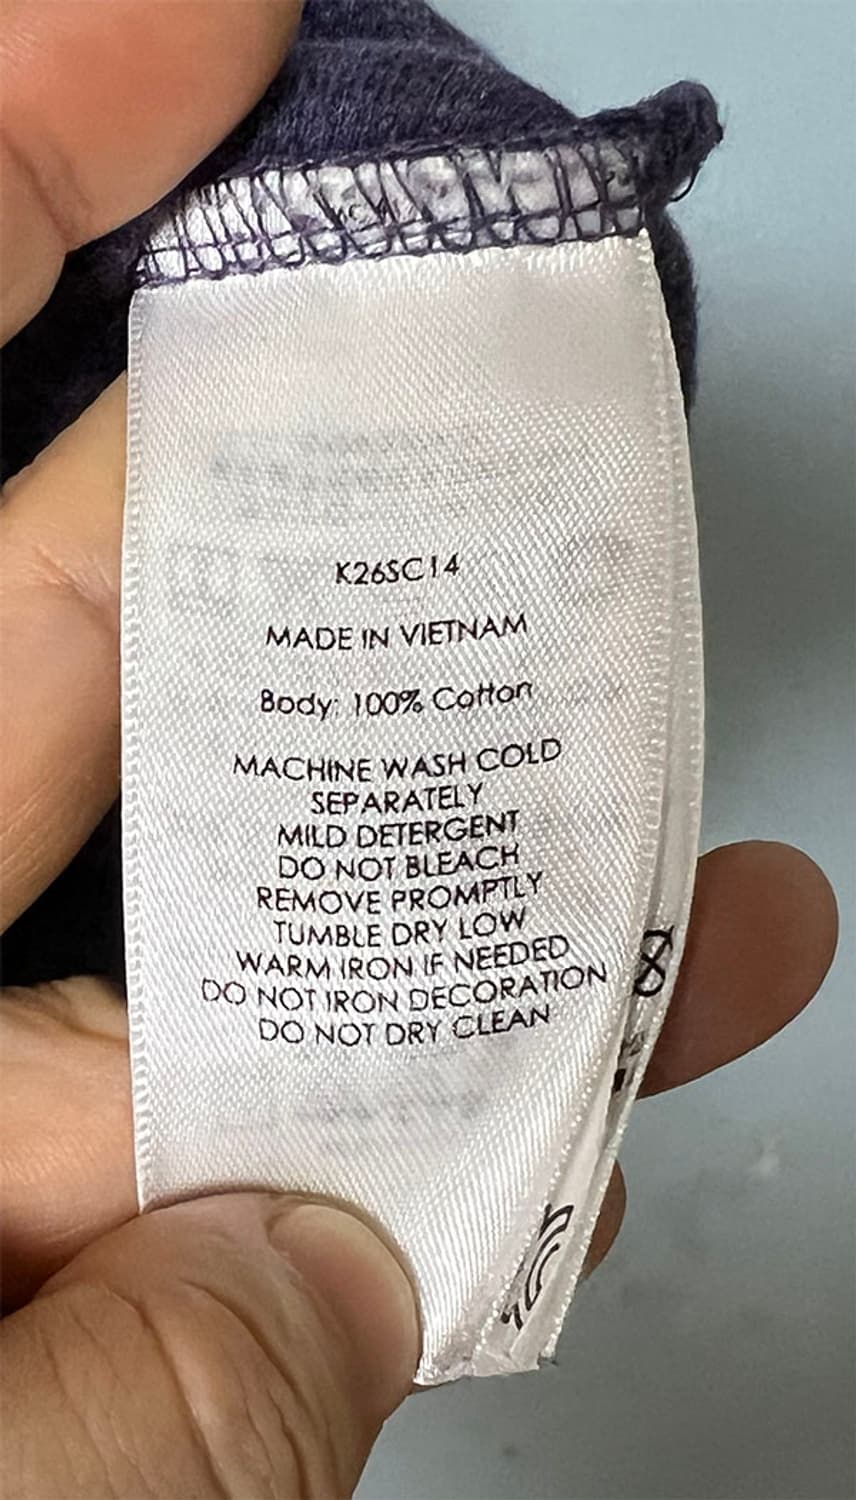 K26SC14
MADE IN VIETNAM
Body: 100% Cotton
MACHINE WASH COLD
SEPARATELY
MILD DETERGENT
DO NOT BLEACH
REMOVE PROMPTLY
TUMBLE DRY LOW
WARM IRON IF NEEDED
DO NOT IRON DECORATION
DO NOT DRY CLEAN